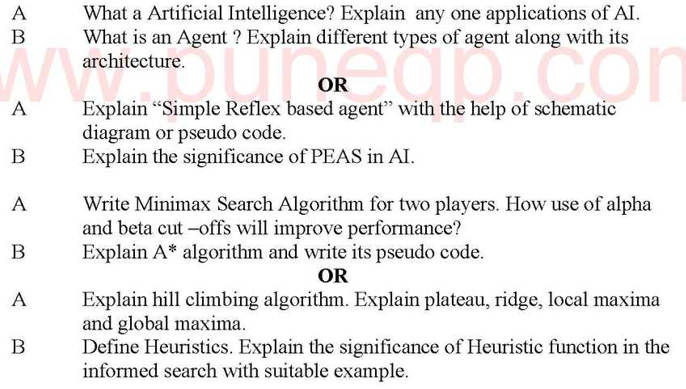 A What a Artificial Intelligence? Explain any one applications of AI.
B What is an Agent ? Explain different types of agent along with its
architecture.
OR
A Explain “Simple Reflex based agent” with the help of schematic
diagram or pseudo code.
B Explain the significance of PEAS in AI.
A Write Minimax Search Algorithm for two players. How use of alpha
and beta cut –offs will improve performance?
B Explain A* algorithm and write its pseudo code.
OR
A Explain hill climbing algorithm. Explain plateau, ridge, local maxima
and global maxima.
B Define Heuristics. Explain the significance of Heuristic function in the
informed search with suitable example.
www.puneqp.com